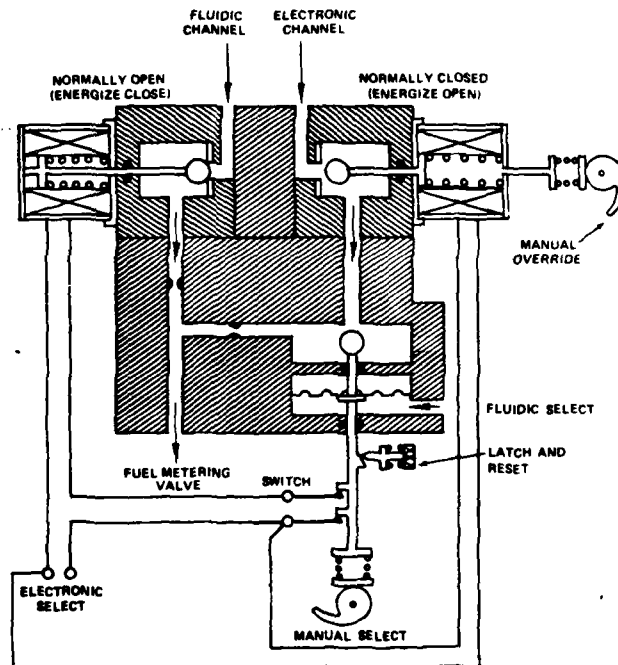 FLUIDIC
CHANNEL
ELECTRONIC
CHANNEL
NORMALLY OPEN
(ENERGIZE CLOSE)
NORMALLY CLOSED
(ENERGIZE OPEN)
MANUAL
OVERRIDE
FLUIDIC SELECT
LATCH AND
RESET
FUEL METERING
VALVE
SWITCH
ELECTRONIC
SELECT
MANUAL SELECT